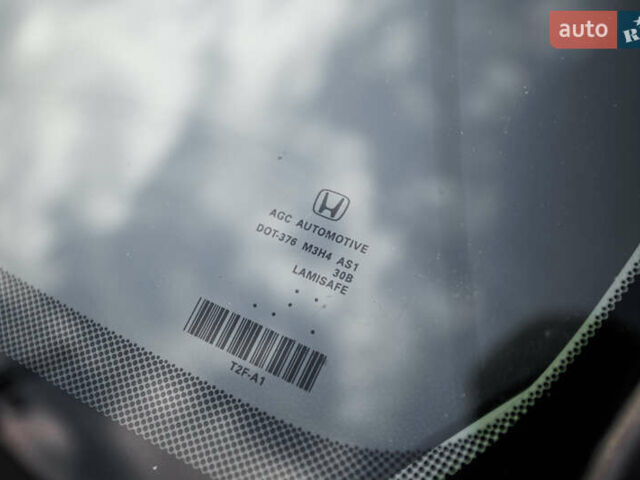 auto
R
AGC AUTOMOTIVE
DOT-376 M3H4 AS1
30B
LAMISAFE
T2F-A1